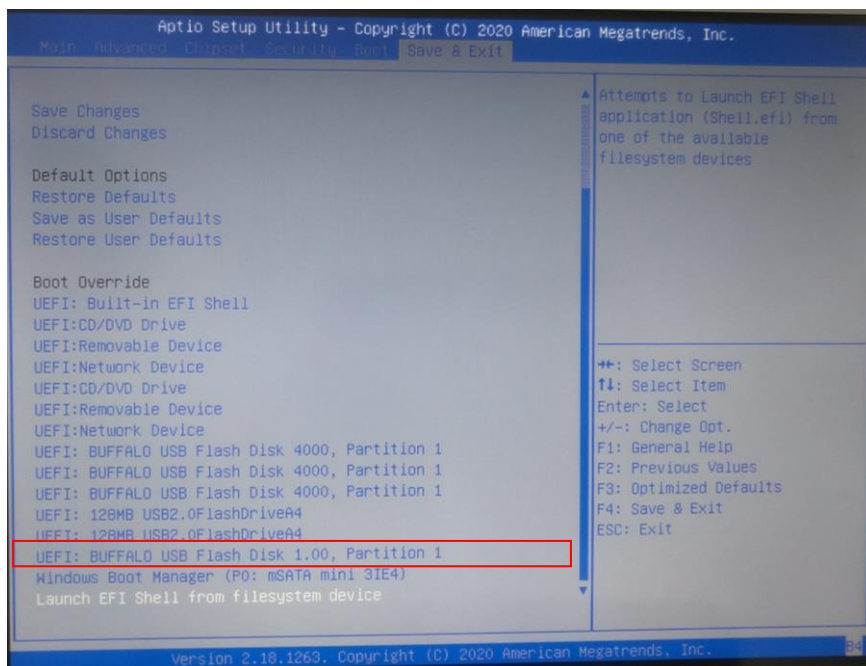 Aptio Setup Utility - Copyright (C) 2020 American Megatrends, Inc.
Main Advanced Chipset Security Boot Save & Exit
Save Changes
Discard Changes
Default Options
Restore Defaults
Save as User Defaults
Restore User Defaults
Boot Override
UEFI: Built-in EFI Shell
UEFI:CD/DVD Drive
UEFI:Removable Device
UEFI:Network Device
UEFI:CD/DVD Drive
UEFI:Removable Device
UEFI:Network Device
UEFI: BUFFALO USB Flash Disk 4000, Partition 1
UEFI: BUFFALO USB Flash Disk 4000, Partition 1
UEFI: BUFFALO USB Flash Disk 4000, Partition 1
UEFI: 128MB USB2.0FlashDriveA4
UEFI: 128MB USB2.0FlashDriveA4
UEFI: BUFFALO USB Flash Disk 1.00, Partition 1
Windows Boot Manager (P0: mSATA mini 3IE4)
Launch EFI Shell from filesystem device
Attempts to Launch EFI Shell
application (Shell.efi) from
one of the available
filesystem devices
→←: Select Screen
↑↓: Select Item
Enter: Select
+/-: Change Opt.
F1: General Help
F2: Previous Values
F3: Optimized Defaults
F4: Save & Exit
ESC: Exit
Version 2.18.1263. Copyright (C) 2020 American Megatrends, Inc.